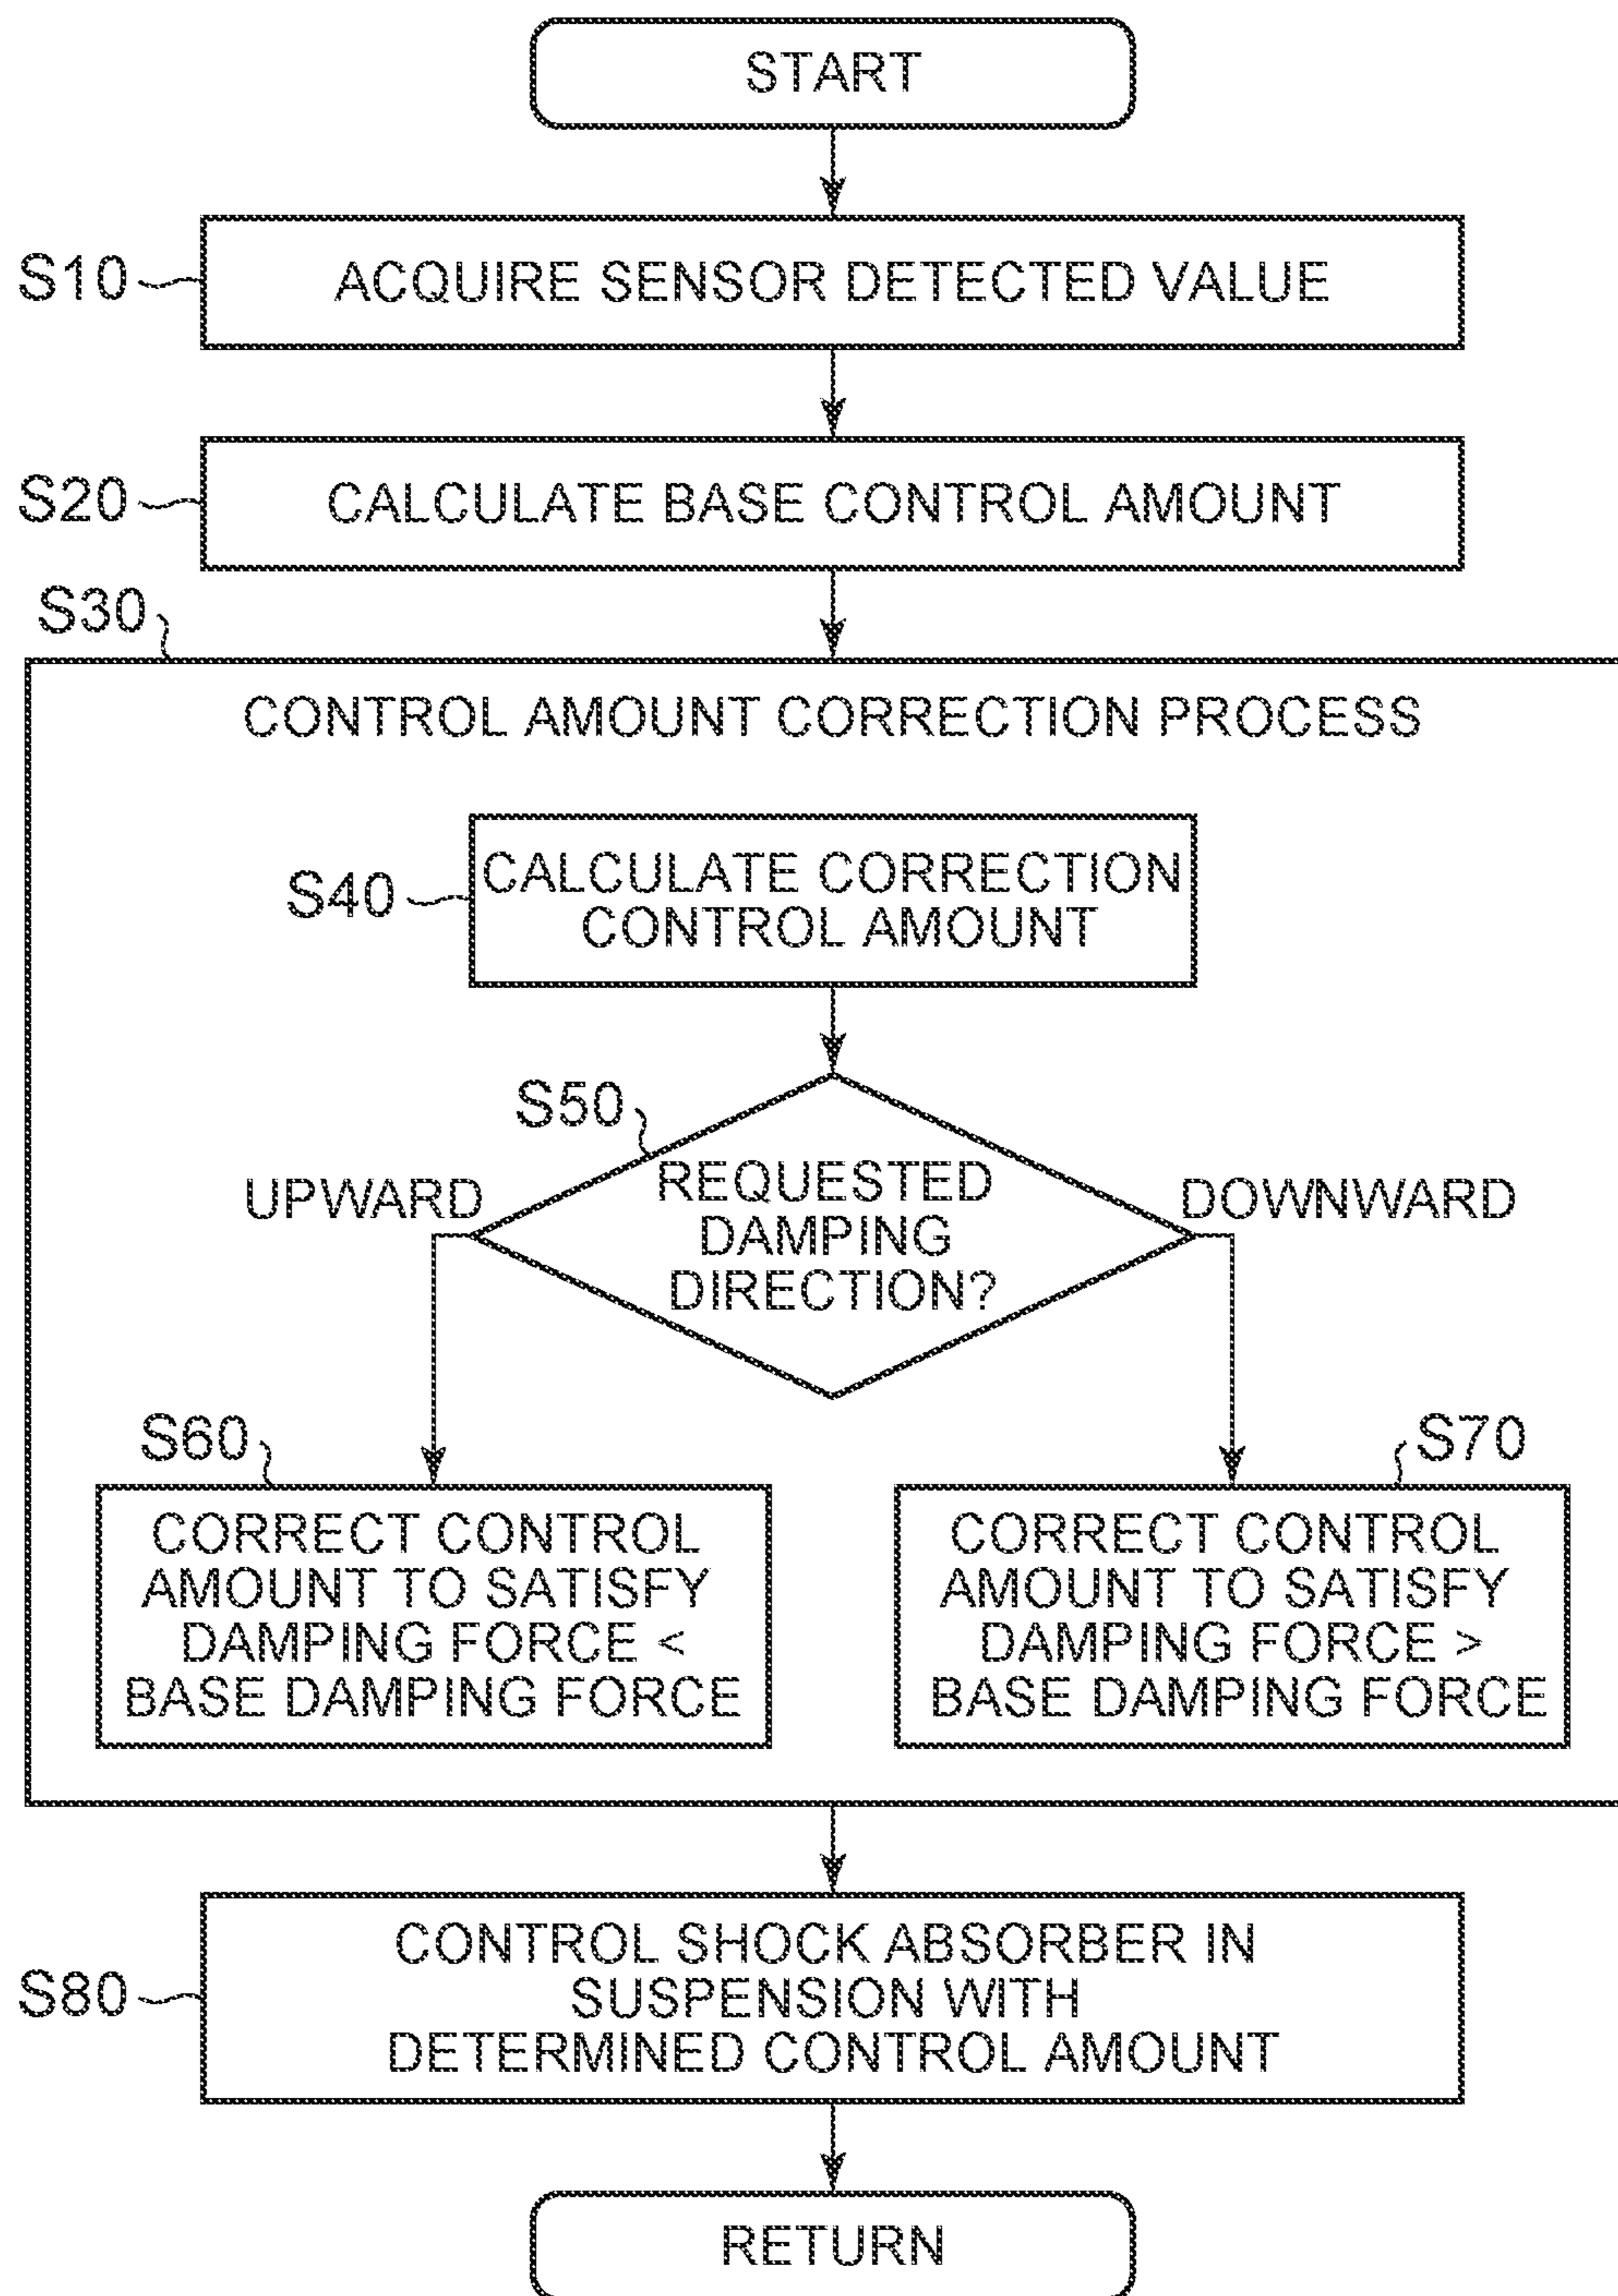 START
S10
ACQUIRE SENSOR DETECTED VALUE
S20
CALCULATE BASE CONTROL AMOUNT
S30
CONTROL AMOUNT CORRECTION PROCESS
S40
CALCULATE CORRECTION
CONTROL AMOUNT
S50
REQUESTED
DAMPING
DIRECTION?
UPWARD
DOWNWARD
S60
CORRECT CONTROL
AMOUNT TO SATISFY
DAMPING FORCE <
BASE DAMPING FORCE
S70
CORRECT CONTROL
AMOUNT TO SATISFY
DAMPING FORCE >
BASE DAMPING FORCE
S80
CONTROL SHOCK ABSORBER IN
SUSPENSION WITH
DETERMINED CONTROL AMOUNT
RETURN